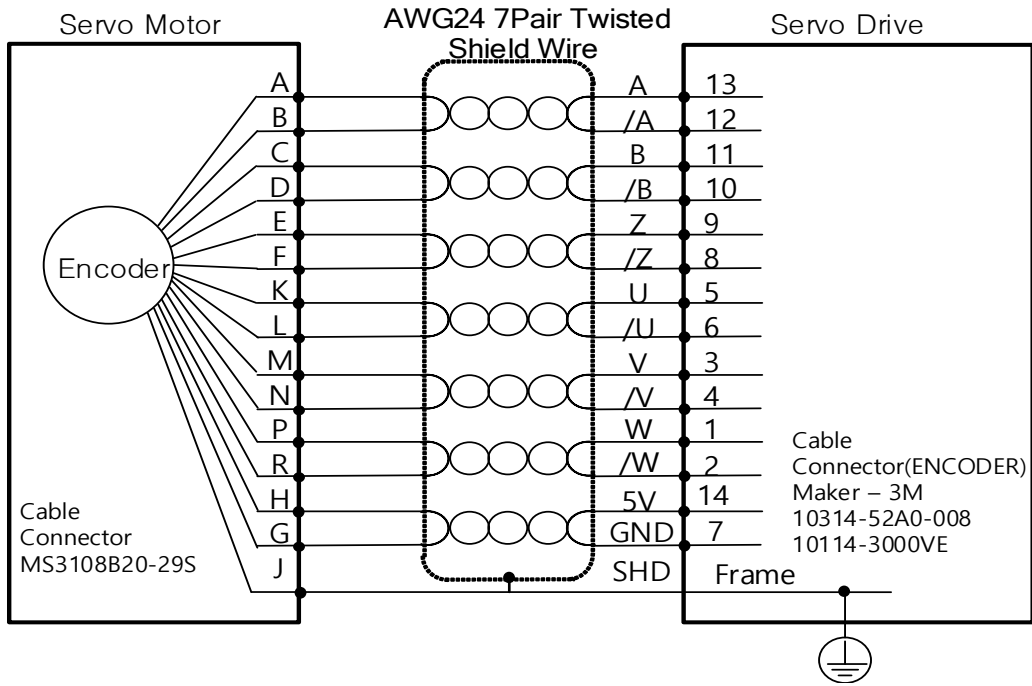 Servo Motor
AWG24 7Pair Twisted
Shield Wire
Servo Drive
A A 13
B /A 12
C B 11
D /B 10
E Z 9
F /Z 8
Encoder
K U 5
L /U 6
M V 3
N /V 4
P W 1
R /W 2
H 5V 14
G GND 7
J SHD Frame
Cable
Connector
MS3108B20-29S
Cable
Connector(ENCODER)
Maker – 3M
10314-52A0-008
10114-3000VE